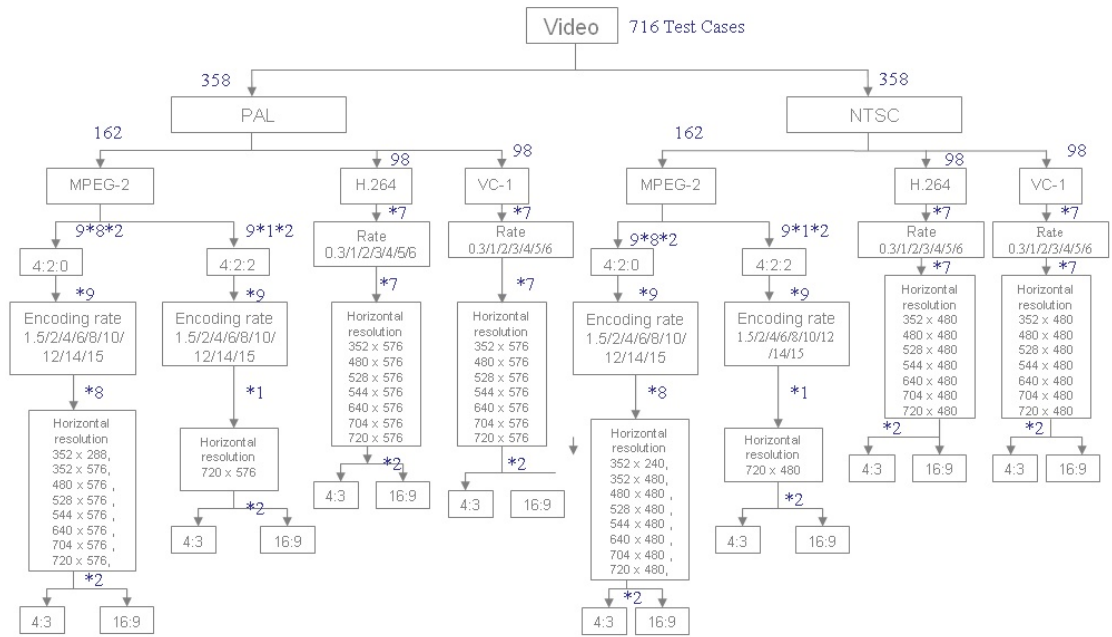 Video
716 Test Cases
358
358
PAL
NTSC
162
98
98
162
98
98
MPEG-2
H.264
VC-1
MPEG-2
H.264
VC-1
9*8*2
9*1*2
*7
*7
9*8*2
9*1*2
*7
*7
4:2:0
4:2:2
Rate
0.3/1/2/3/4/5/6
Rate
0.3/1/2/3/4/5/6
4:2:0
4:2:2
Rate
0.3/1/2/3/4/5/6
Rate
0.3/1/2/3/4/5/6
*9
*9
*7
*7
*9
*9
*7
*7
Encoding rate
1.5/2/4/6/8/10/
12/14/15
Encoding rate
1.5/2/4/6/8/10/
12/14/15
Horizontal
resolution
352 x 576
480 x 576
528 x 576
544 x 576
640 x 576
704 x 576
720 x 576
Horizontal
resolution
352 x 576
480 x 576
528 x 576
544 x 576
640 x 576
704 x 576
720 x 576
Encoding rate
1.5/2/4/6/8/10/
12/14/15
Encoding rate
1.5/2/4/6/8/10/12
/14/15
Horizontal
resolution
352 x 480
480 x 480
528 x 480
544 x 480
640 x 480
704 x 480
720 x 480
Horizontal
resolution
352 x 480
480 x 480
528 x 480
544 x 480
640 x 480
704 x 480
720 x 480
*8
*1
*8
*1
*2
*2
*2
*2
4:3
16:9
4:3
16:9
4:3
16:9
4:3
16:9
Horizontal
resolution
352 x 288,
352 x 576,
480 x 576 ,
528 x 576 ,
544 x 576 ,
640 x 576 ,
704 x 576 ,
720 x 576,
Horizontal
resolution
720 x 576
Horizontal
resolution
352 x 240,
352 x 480,
480 x 480 ,
528 x 480 ,
544 x 480 ,
640 x 480 ,
704 x 480 ,
720 x 480,
Horizontal
resolution
720 x 480
*2
*2
4:3
16:9
4:3
16:9
*2
*2
4:3
16:9
4:3
16:9